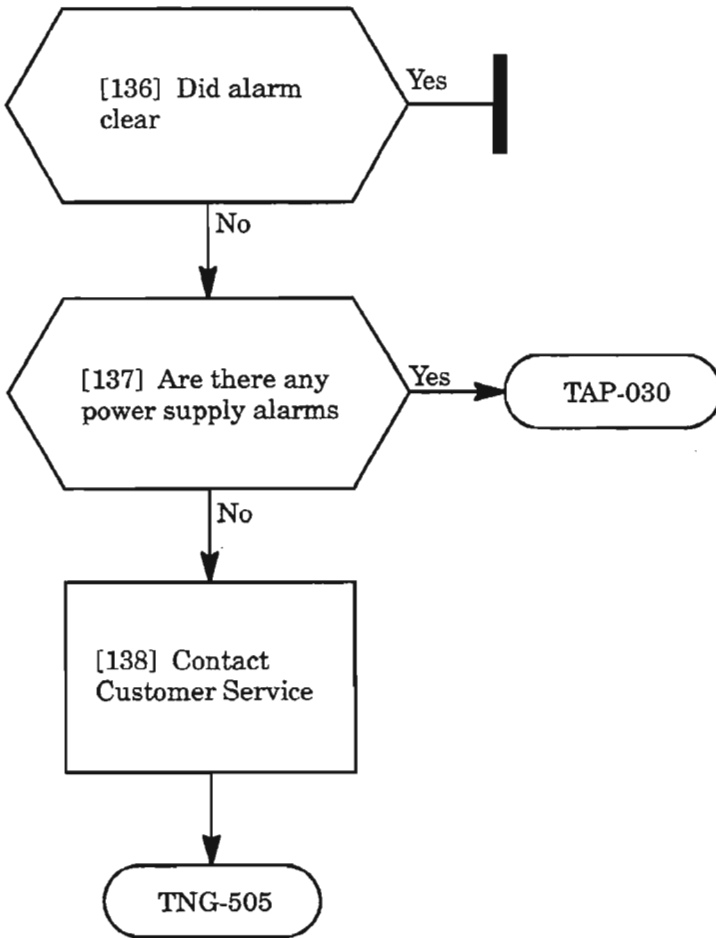 [136] Did alarm
clear
Yes
No
[137] Are there any
power supply alarms
Yes
TAP-030
No
[138] Contact
Customer Service
TNG-505